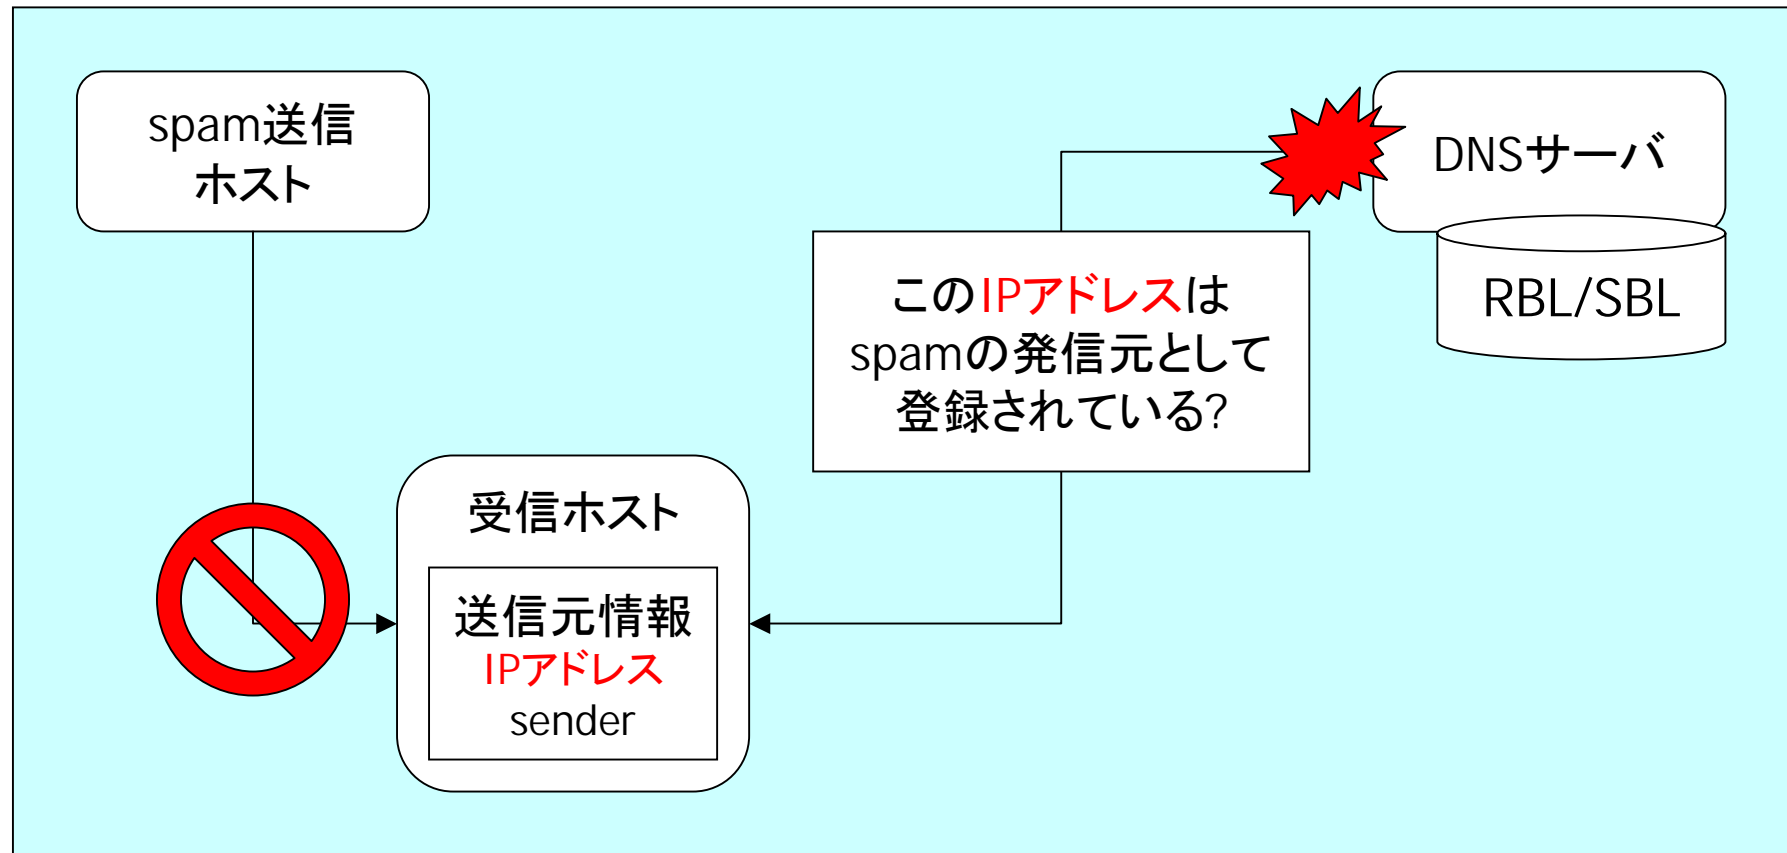 spam送信
ホスト
DNSサーバ
RBL/SBL
このIPアドレスは
spamの発信元として
登録されている?
受信ホスト
送信元情報
IPアドレス
sender